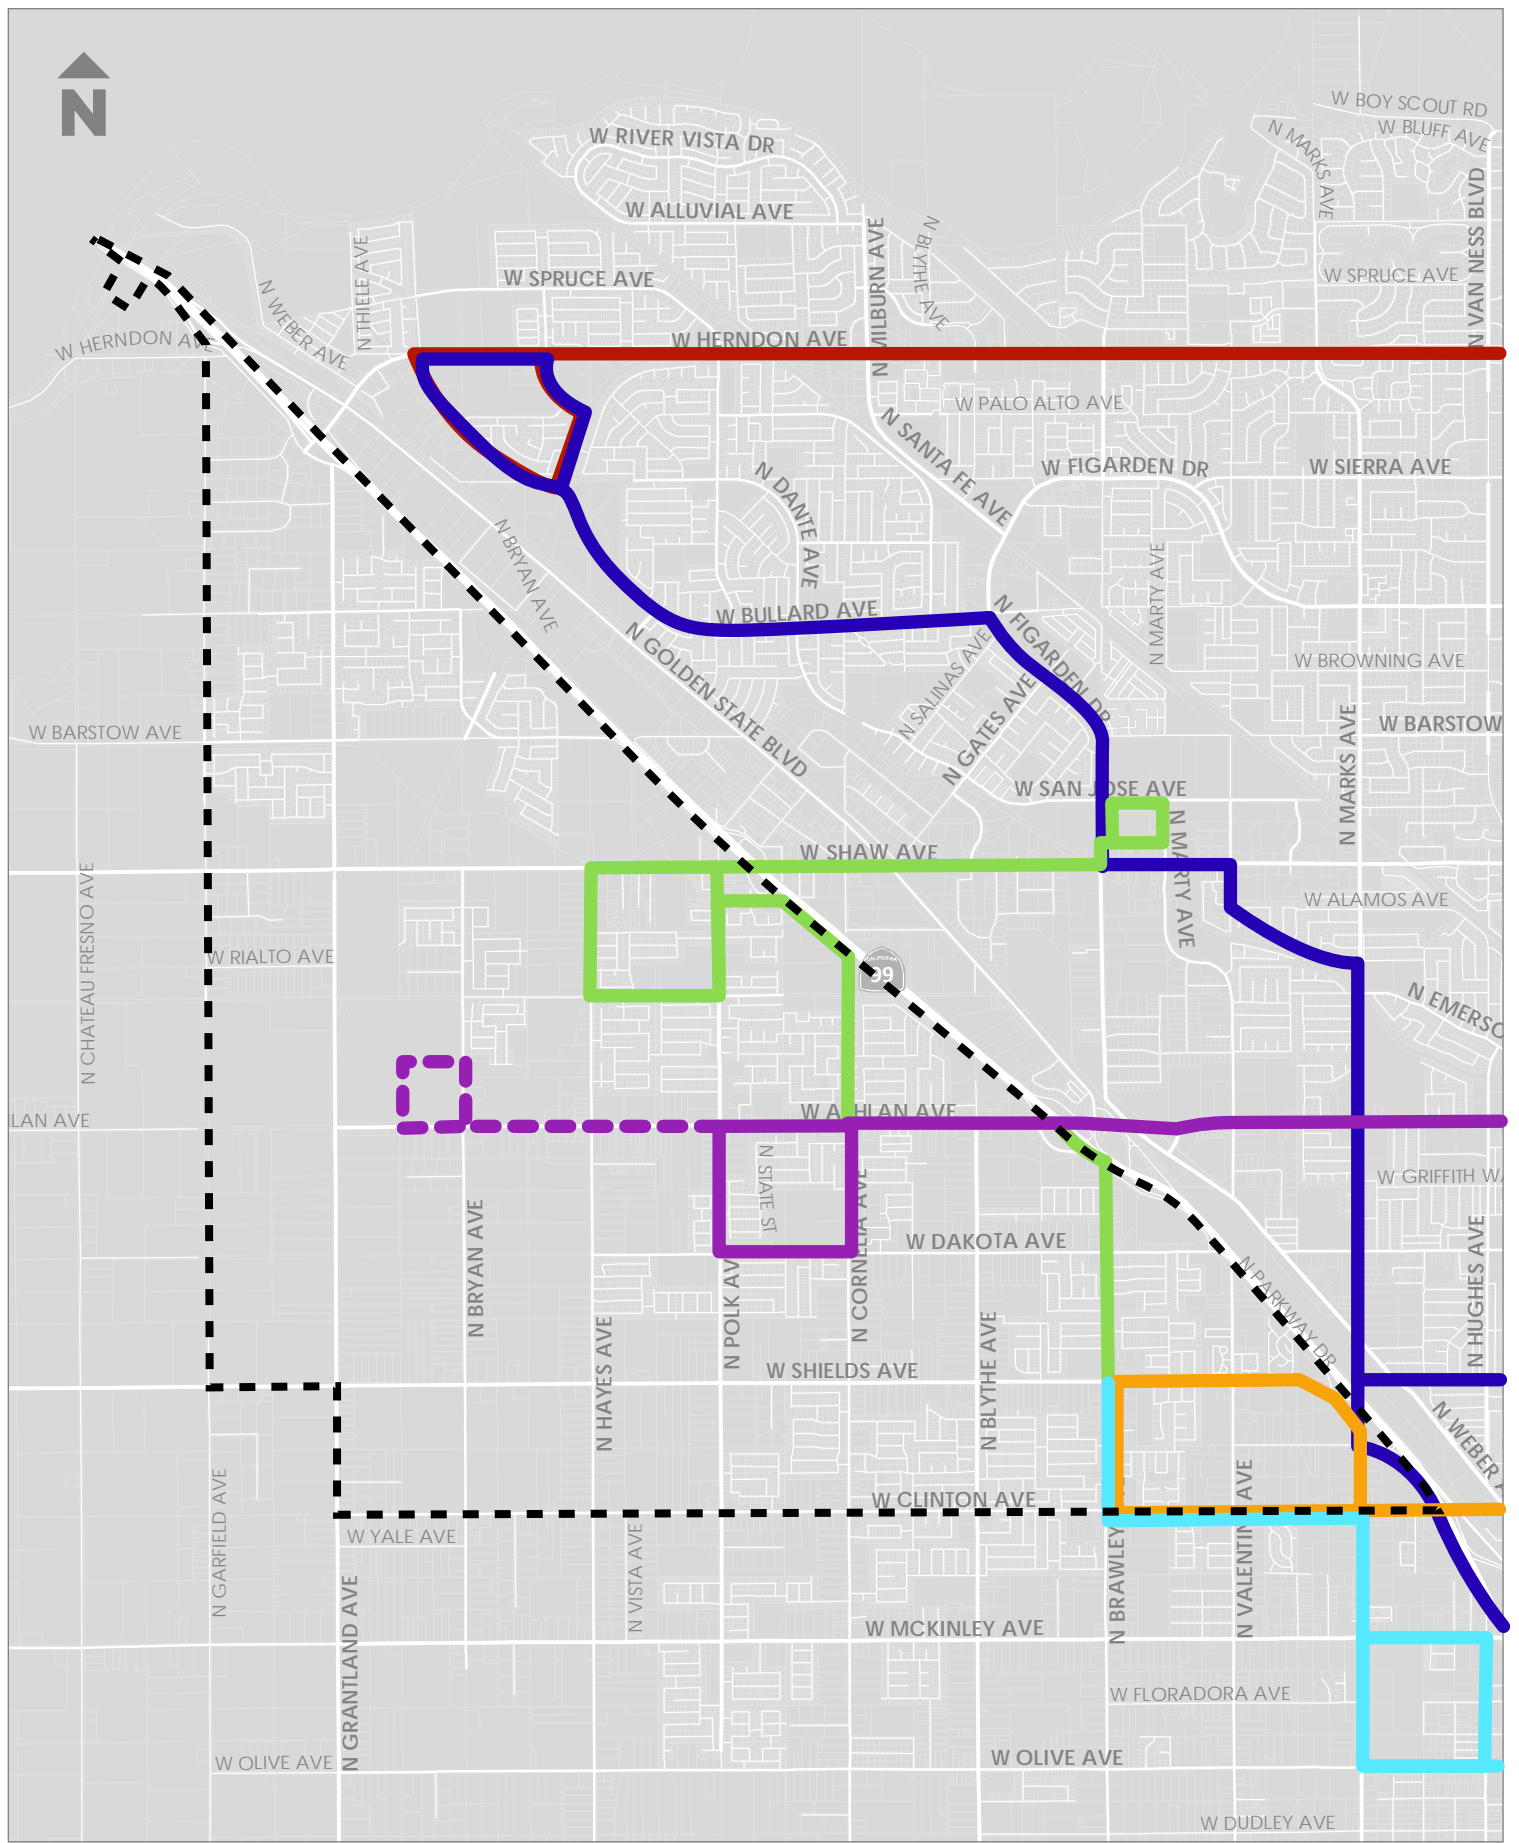 N
W BOY SCOUT RD
W BLUFF AVE
N MARKS AVE
W RIVER VISTA DR
W ALLUVIAL AVE
N VAN NESS BLVD
N MILBURN AVE
N BLYTHE AVE
N THIELE AVE
W SPRUCE AVE
W SPRUCE AVE
N WEBER AVE
W HERNDON AVE
W HERNDON AVE
W PALO ALTO AVE
N SANTA FE AVE
W FIGARDEN DR
W SIERRA AVE
N DANTE AVE
N BRYAN AVE
N MARTY AVE
W BULLARD AVE
N FIGARDEN DR
N GOLDEN STATE BLVD
N SALINAS AVE
N GATES AVE
W BROWNING AVE
W BARSTOW AVE
N MARKS AVE
W BARSTOW
W SAN JOSE AVE
N MARTY AVE
W SHAW AVE
N CHATEAU FRESNO AVE
W ALAMOS AVE
W RIALTO AVE
CALIFORNIA
99
N EMERSO
LAN AVE
W ASHLAN AVE
N STATE ST
W GRIFFITH WA
N BRYAN AVE
N CORNELIA AVE
W DAKOTA AVE
N PARKWAY DR
N HUGHES AVE
N POLK AV
N HAYES AVE
N BLYTHE AVE
W SHIELDS AVE
N WEBER A
N GARFIELD AVE
W CLINTON AVE
W YALE AVE
N VISTA AVE
N BRAWLEY
N VALENTIN AVE
N GRANTLAND AVE
W MCKINLEY AVE
W FLORADORA AVE
W OLIVE AVE
W OLIVE AVE
W DUDLEY AVE